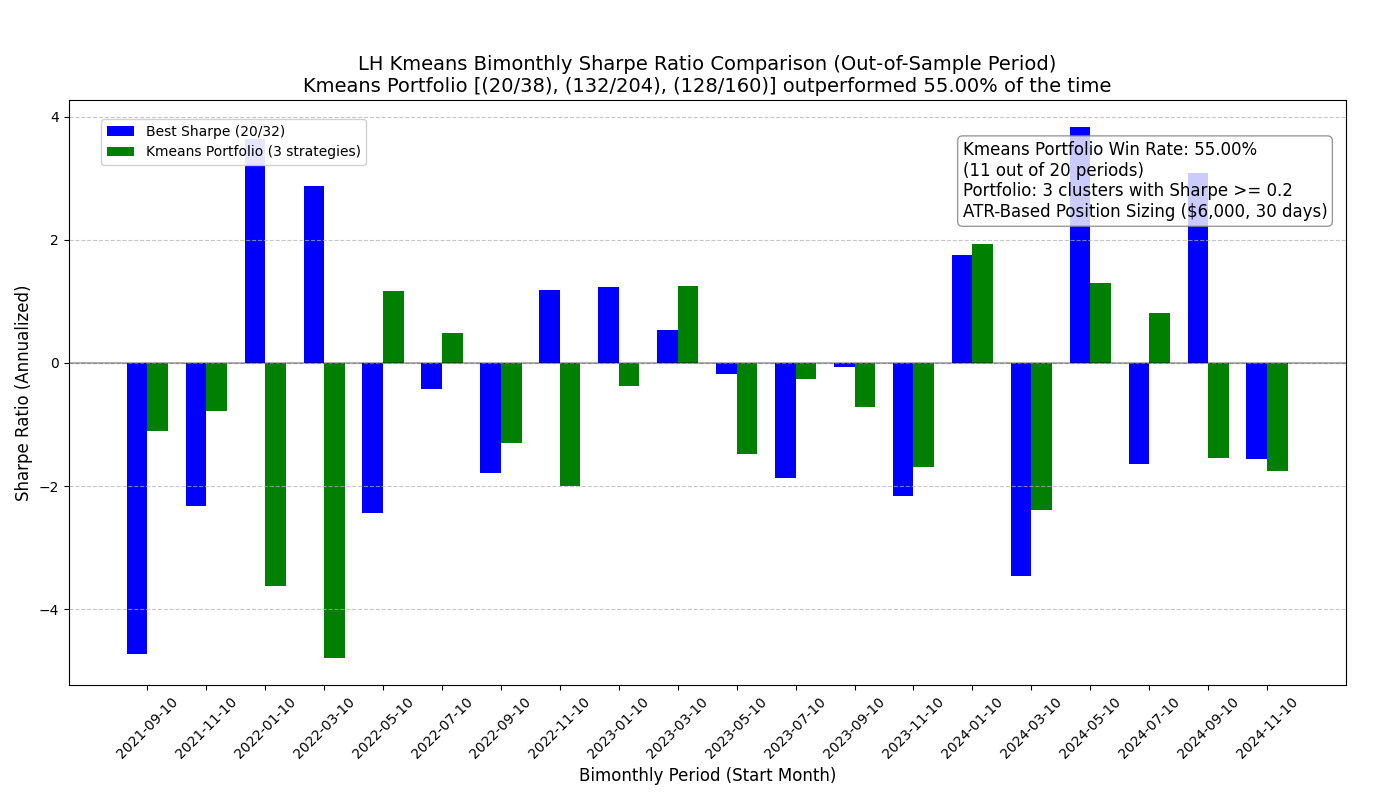 LH Kmeans Bimonthly Sharpe Ratio Comparison (Out-of-Sample Period)
Kmeans Portfolio [(20/38), (132/204), (128/160)] outperformed 55.00% of the time
Best Sharpe (20/32)
Kmeans Portfolio (3 strategies)
Kmeans Portfolio Win Rate: 55.00%
(11 out of 20 periods)
Portfolio: 3 clusters with Sharpe >= 0.2
ATR-Based Position Sizing ($6,000, 30 days)
Sharpe Ratio (Annualized)
4
2
0
−2
−4
2021-09-10
2021-11-10
2022-01-10
2022-03-10
2022-05-10
2022-07-10
2022-09-10
2022-11-10
2023-01-10
2023-03-10
2023-05-10
2023-07-10
2023-09-10
2023-11-10
2024-01-10
2024-03-10
2024-05-10
2024-07-10
2024-09-10
2024-11-10
Bimonthly Period (Start Month)